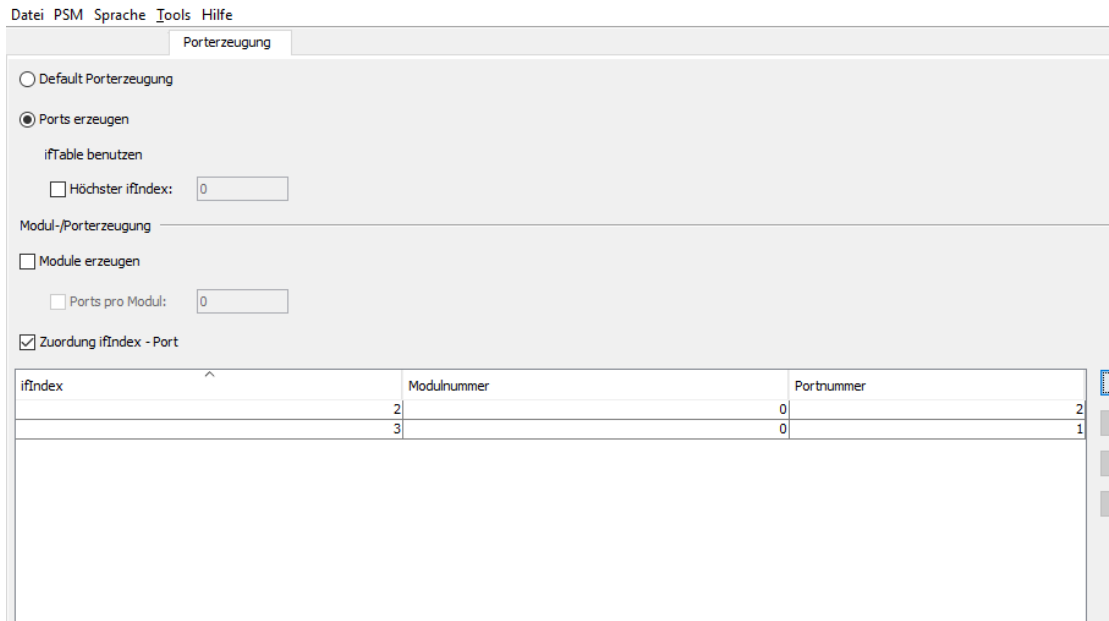 Datei PSM Sprache Tools Hilfe
Porterzeugung
Default Porterzeugung
Ports erzeugen
ifTable benutzen
Höchster ifIndex: 0
Modul-/Porterzeugung
Module erzeugen
Ports pro Modul: 0
Zuordung ifIndex - Port
ifIndex Modulnummer Portnummer
2 0 2
3 0 1